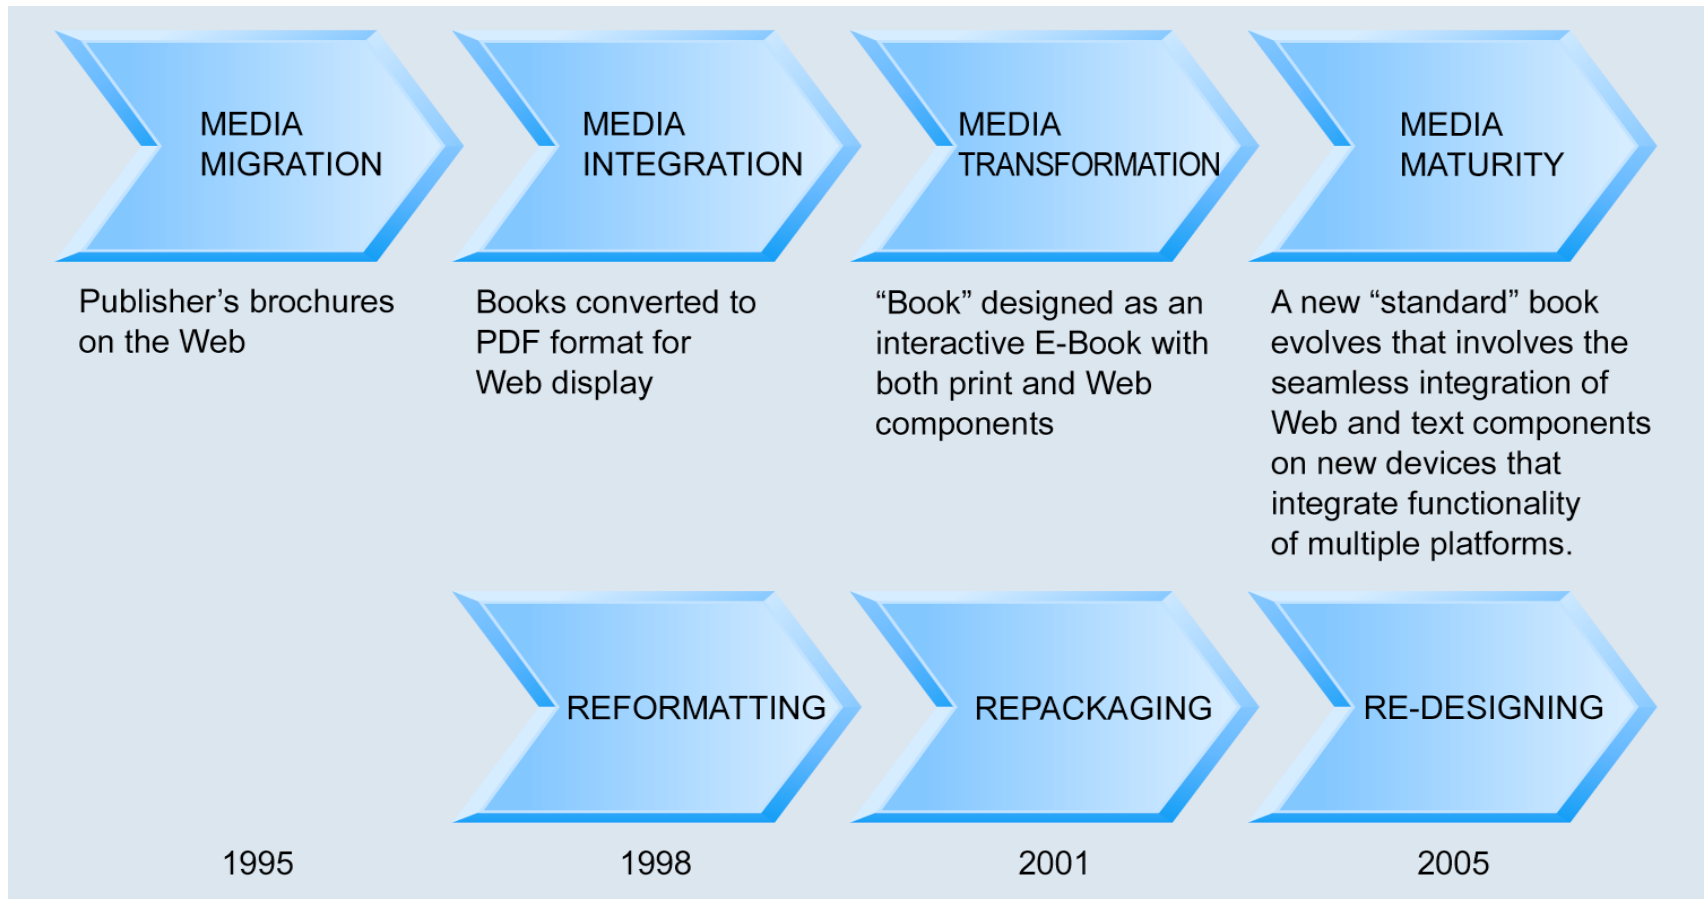 MEDIA
MIGRATION
MEDIA
INTEGRATION
MEDIA
TRANSFORMATION
MEDIA
MATURITY
Publisher’s brochures
on the Web
Books converted to
PDF format for
Web display
“Book” designed as an
interactive E-Book with
both print and Web
components
A new “standard” book
evolves that involves the
seamless integration of
Web and text components
on new devices that
integrate functionality
of multiple platforms.
REFORMATTING
REPACKAGING
RE-DESIGNING
1995
1998
2001
2005